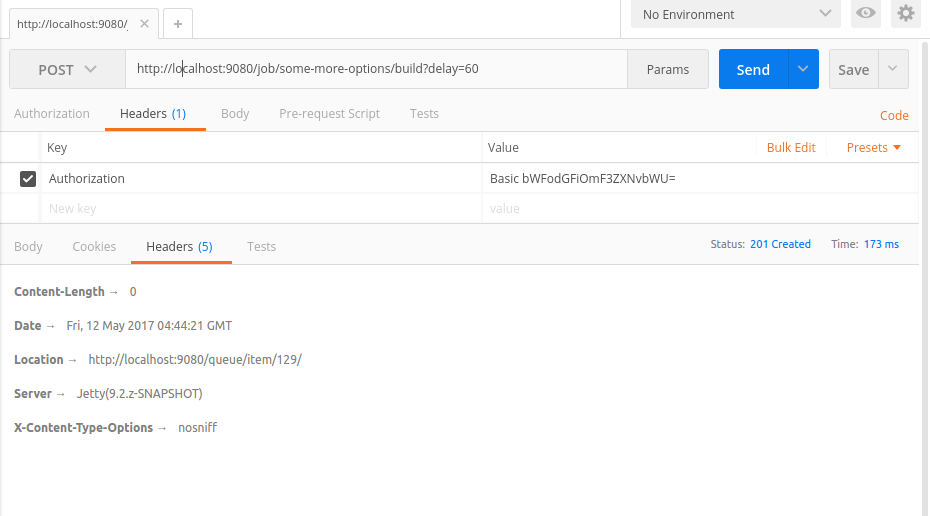 http://localhost:9080/j
No Environment
POST
http://localhost:9080/job/some-more-options/build?delay=60
Params
Send
Save
Authorization
Headers (1)
Body
Pre-request Script
Tests
Code
Key
Value
Bulk Edit
Presets
Authorization
Basic bWFodGFiOmF3ZXNvbWU=
New key
value
Body
Cookies
Headers (5)
Tests
Status: 201 Created
Time: 173 ms
Content-Length → 0
Date → Fri, 12 May 2017 04:44:21 GMT
Location → http://localhost:9080/queue/item/129/
Server → Jetty(9.2.z-SNAPSHOT)
X-Content-Type-Options → nosniff